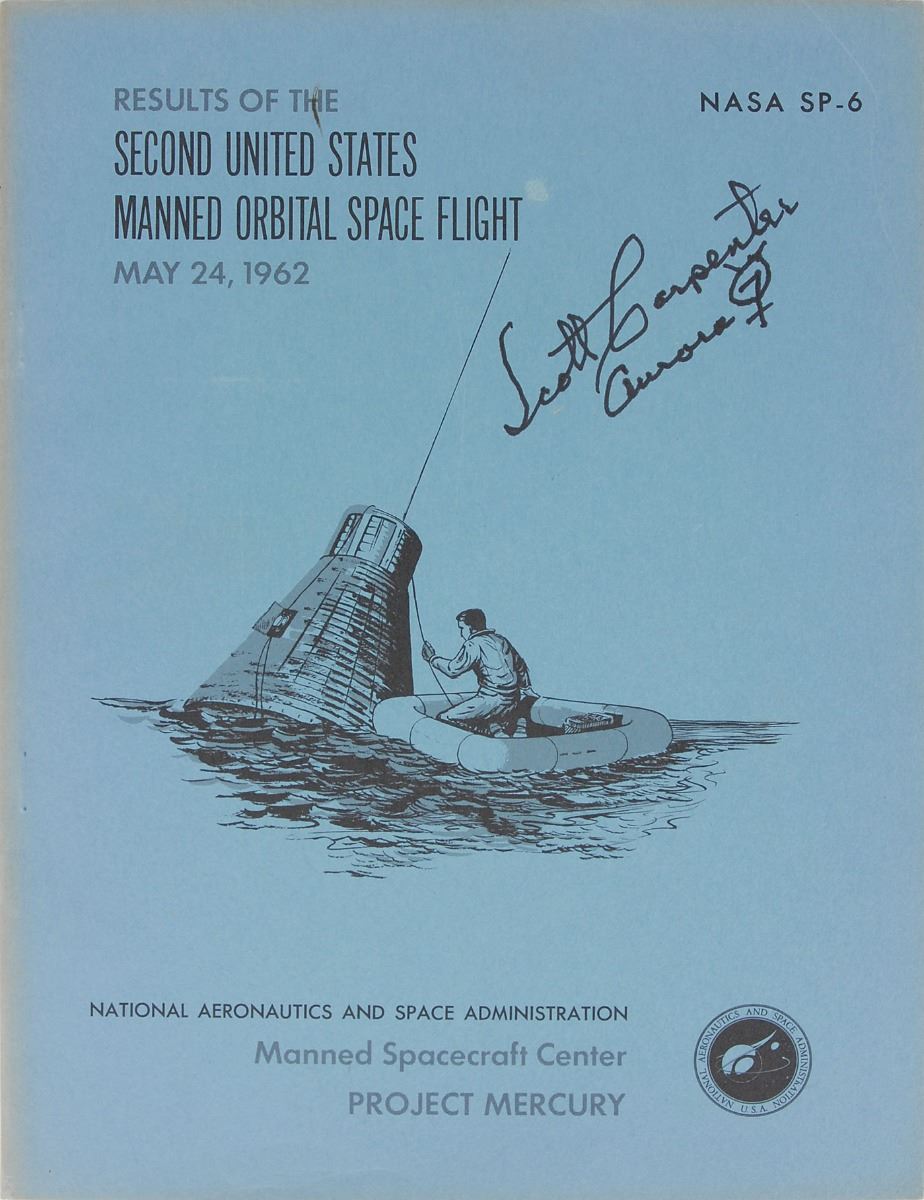 RESULTS OF THE
SECOND UNITED STATES
MANNED ORBITAL SPACE FLIGHT
MAY 24, 1962
NASA SP-6
Scott Carpenter
Aurora 7
NATIONAL AERONAUTICS AND SPACE ADMINISTRATION
Manned Spacecraft Center
PROJECT MERCURY
NATIONAL AERONAUTICS AND SPACE ADMINISTRATION
U.S.A.